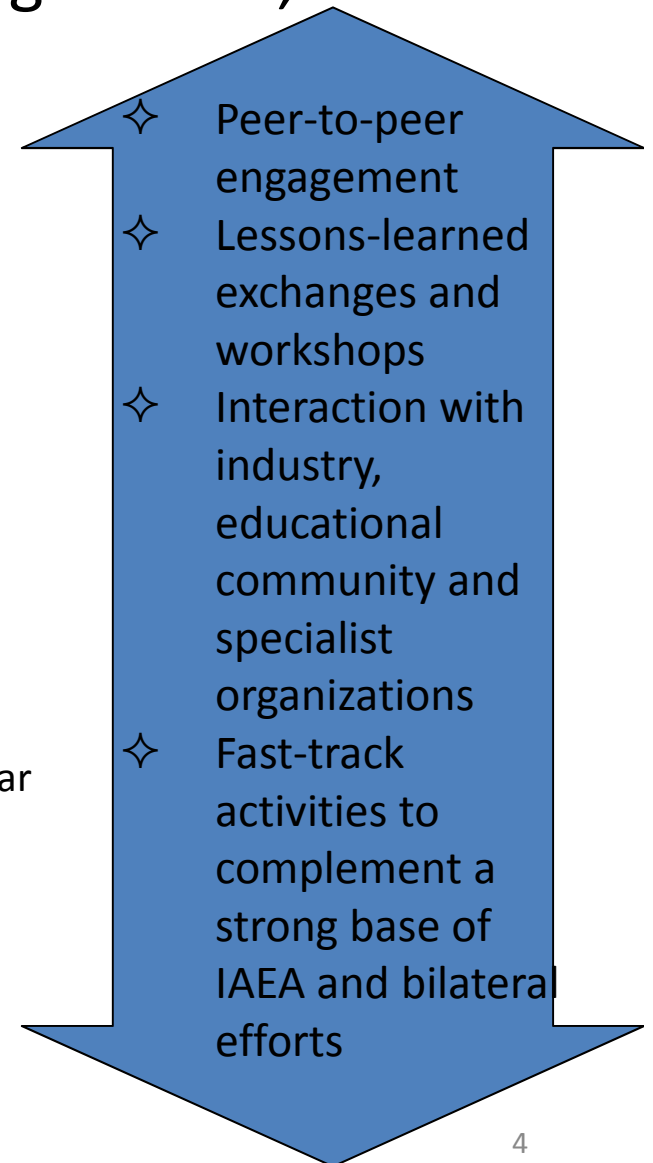 ✧ Peer-to-peer
engagement
✧ Lessons-learned
exchanges and
workshops
✧ Interaction with
industry,
educational
community and
specialist
organizations
✧ Fast-track
activities to
complement a
strong base of
IAEA and bilateral
efforts
4